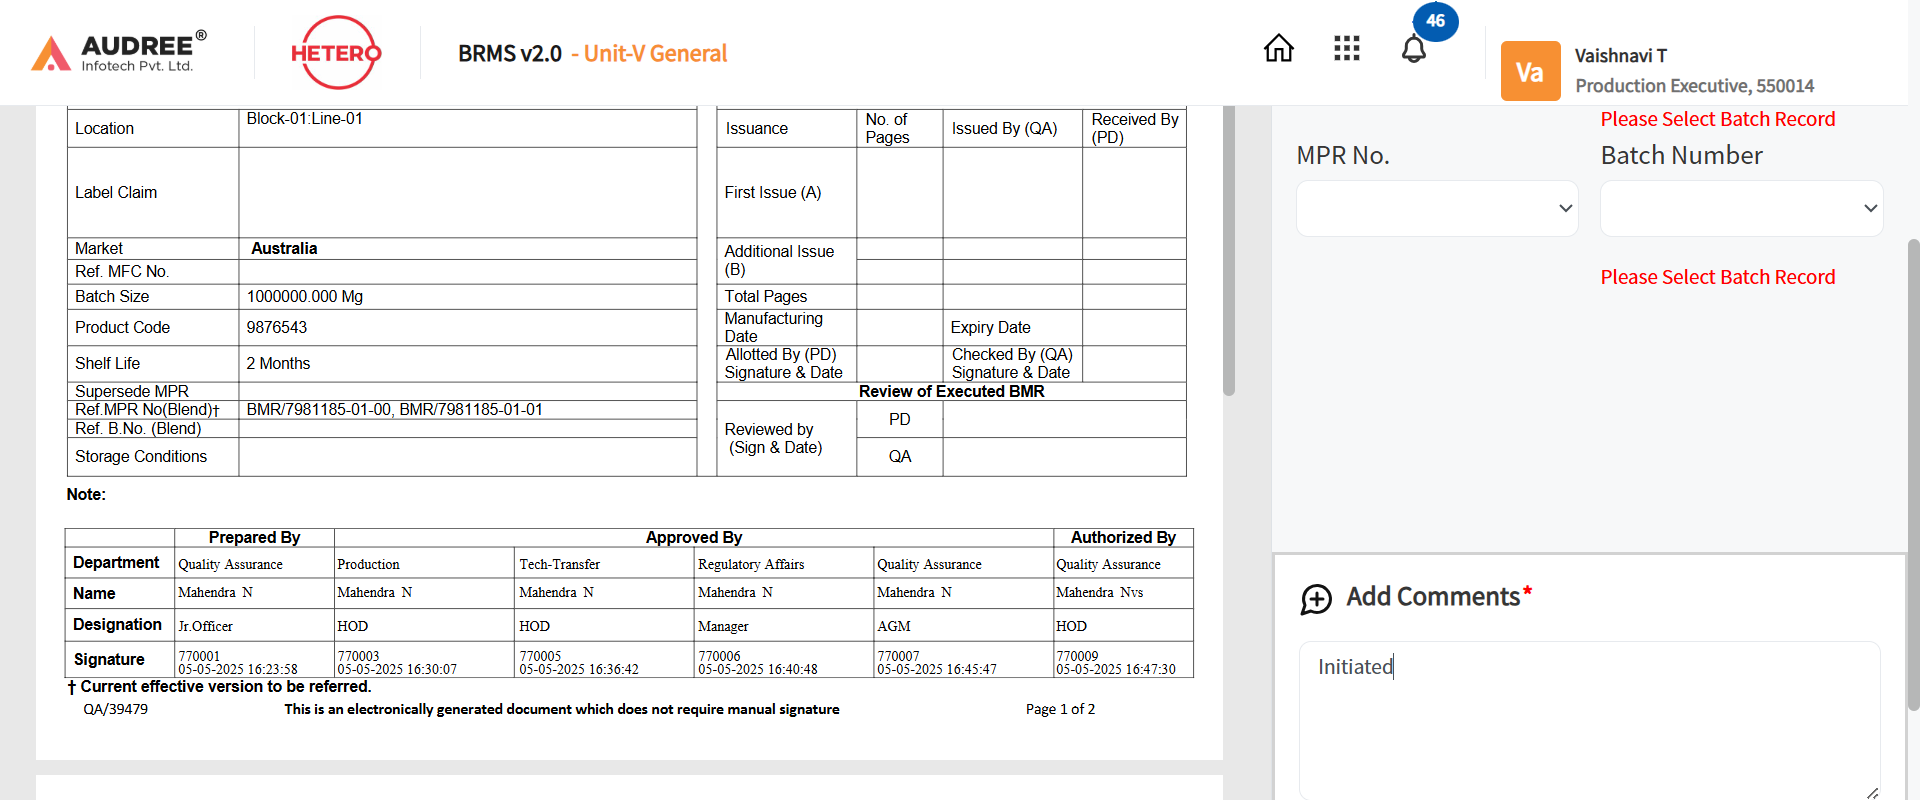 AUDREE®
Infotech Pvt. Ltd.
HETERO
BRMS v2.0 - Unit-V General
46
Va
Vaishnavi T
Production Executive, 550014
Location
Block-01:Line-01
Label Claim
Market
Australia
Ref. MFC No.
Batch Size
1000000.000 Mg
Product Code
9876543
Shelf Life
2 Months
Supersede MPR
Ref.MPR No(Blend)†
BMR/7981185-01-00, BMR/7981185-01-01
Ref. B.No. (Blend)
Storage Conditions
Issuance
No. of
Pages
Issued By (QA)
Received By
(PD)
First Issue (A)
Additional Issue
(B)
Total Pages
Manufacturing
Date
Expiry Date
Allotted By (PD)
Signature & Date
Checked By (QA)
Signature & Date
Review of Executed BMR
Reviewed by
(Sign & Date)
PD
QA
Note:
Prepared By
Approved By
Authorized By
Department
Quality Assurance
Production
Tech-Transfer
Regulatory Affairs
Quality Assurance
Quality Assurance
Name
Mahendra N
Mahendra N
Mahendra N
Mahendra N
Mahendra N
Mahendra Nvs
Designation
Jr.Officer
HOD
HOD
Manager
AGM
HOD
Signature
770001
05-05-2025 16:23:58
770003
05-05-2025 16:30:07
770005
05-05-2025 16:36:42
770006
05-05-2025 16:40:48
770007
05-05-2025 16:45:47
770009
05-05-2025 16:47:30
† Current effective version to be referred.
QA/39479
This is an electronically generated document which does not require manual signature
Page 1 of 2
Please Select Batch Record
MPR No.
Batch Number
Please Select Batch Record
Add Comments*
Initiated